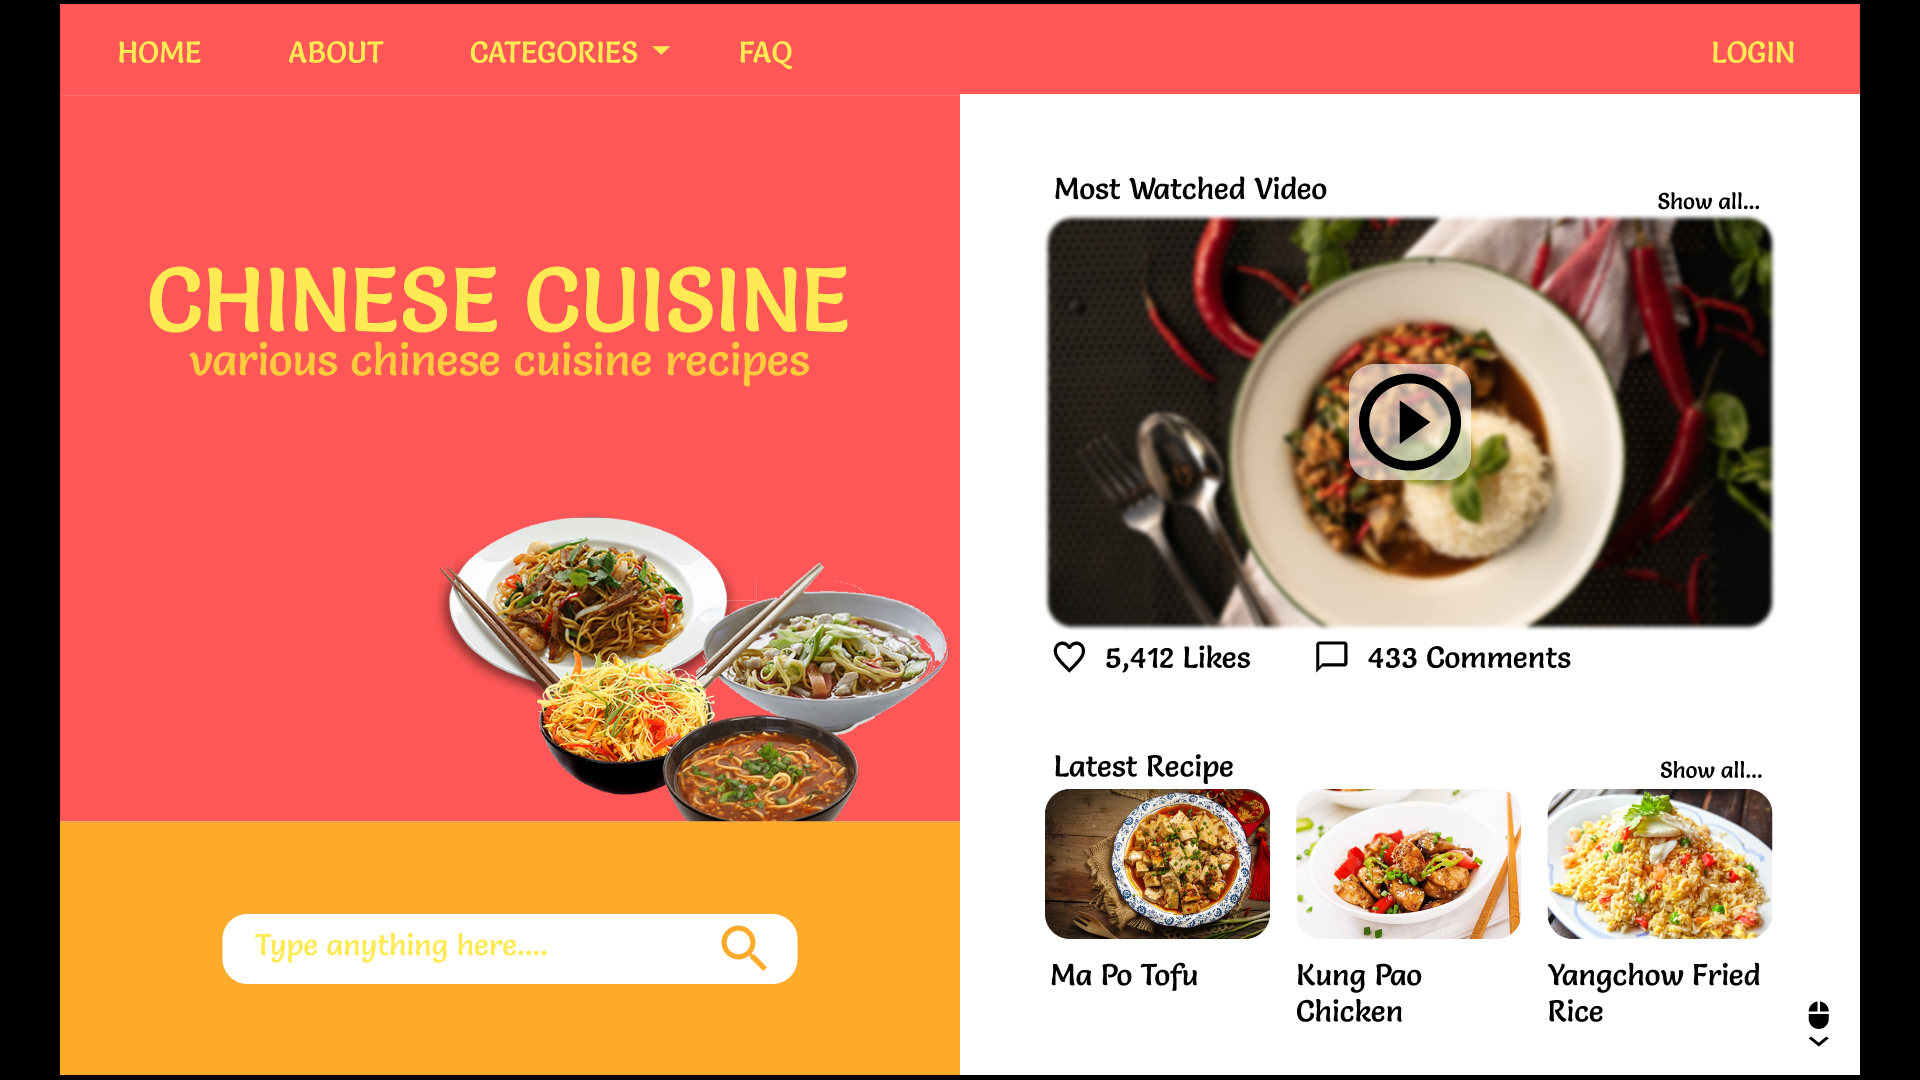 HOME ABOUT CATEGORIES FAQ LOGIN
CHINESE CUISINE
various chinese cuisine recipes
Type anything here....
Most Watched Video
Show all...
5,412 Likes
433 Comments
Latest Recipe
Show all...
Ma Po Tofu
Kung Pao
Chicken
Yangchow Fried
Rice